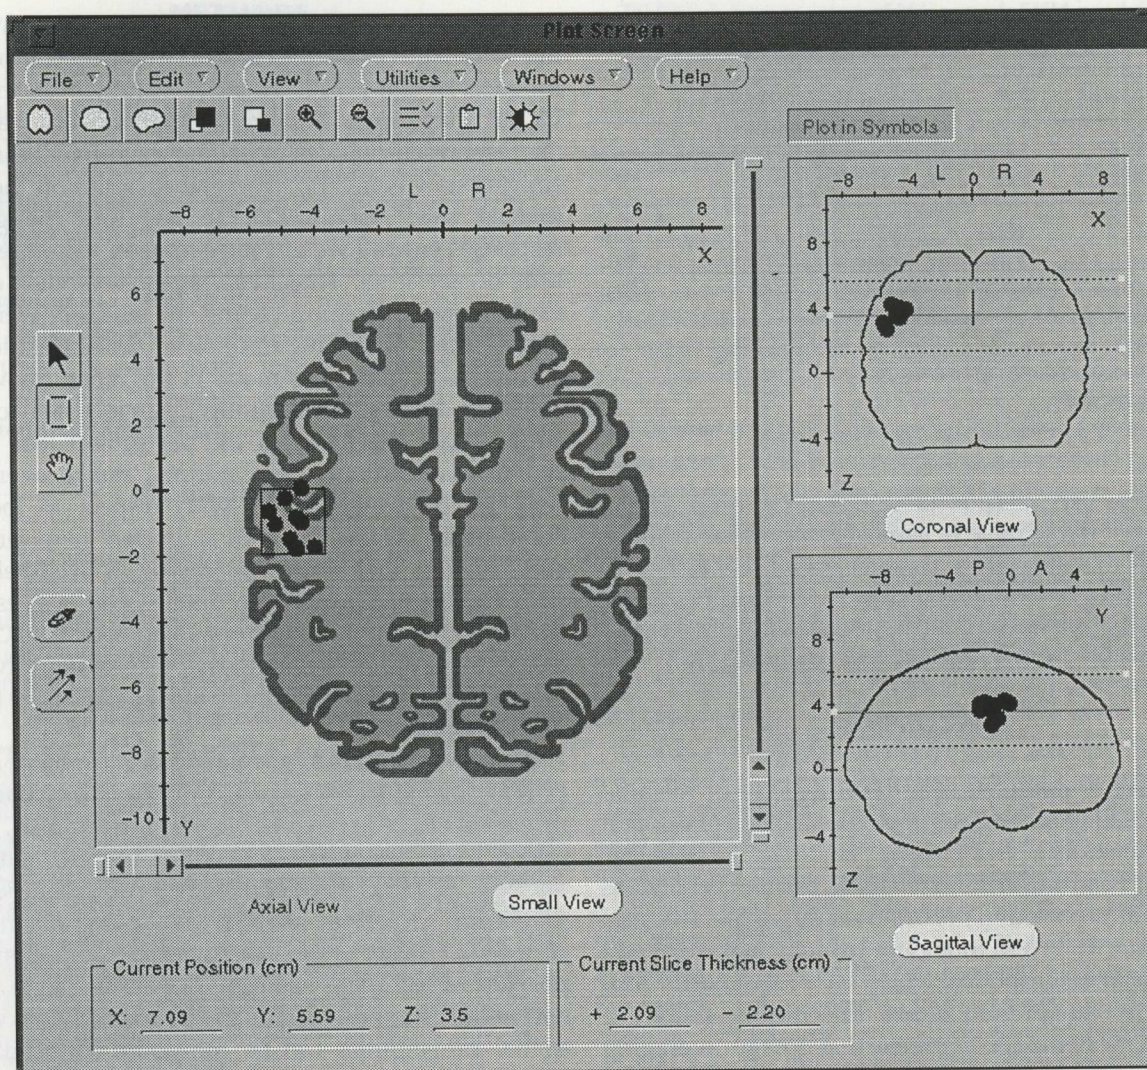 Plot Screen
File Edit View Utilities Windows Help
Plot in Symbols
L R
-8 -6 -4 -2 0 2 4 6 8
X
6
4
2
0
-2
-4
-6
-8
-10
Y
Axial View
Small View
-8 -4 L 0 R 4 8
X
8
4
0
-4
Z
Coronal View
-8 -4 P 0 A 4
Y
8
4
0
-4
Z
Sagittal View
Current Position (cm)
X: 7.09 Y: 5.59 Z: 3.5
Current Slice Thickness (cm)
+ 2.09 - 2.20